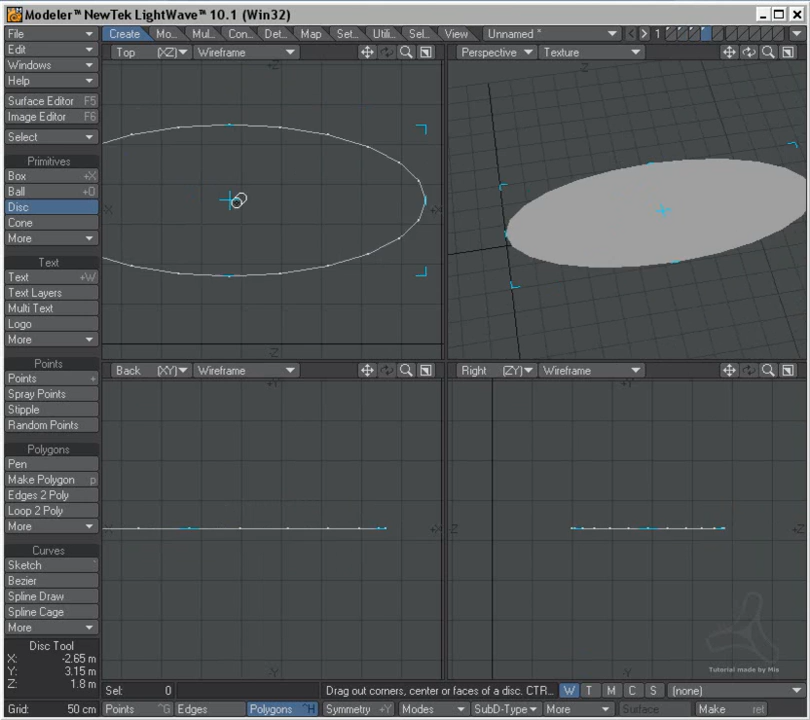 Modeler™ NewTek LightWave™ 10.1 (Win32)
File
Create Mo... Mul... Con... Det... Map Set... Utili... Sel... View Unnamed * 1
Edit
Windows
Help
Surface Editor F5
Image Editor F6
Select
Primitives
Box +X
Ball +O
Disc
Cone
More
Text
Text +W
Text Layers
Multi Text
Logo
More
Points
Points +
Spray Points
Stipple
Random Points
Polygons
Pen
Make Polygon p
Edges 2 Poly
Loop 2 Poly
More
Curves
Sketch
Bezier
Spline Draw
Spline Cage
More
Disc Tool
X: -2.65 m
Y: 3.15 m
Z: 1.8 m
Grid: 50 cm
Top (XZ) Wireframe
Perspective Texture
Back (XY) Wireframe
Right (ZY) Wireframe
Tutorial made by Mis
Sel: 0 Drag out corners, center or faces of a disc. CTR... W T M C S (none)
Points ^G Edges Polygons ^H Symmetry +Y Modes SubD-Type More Surface Make ret